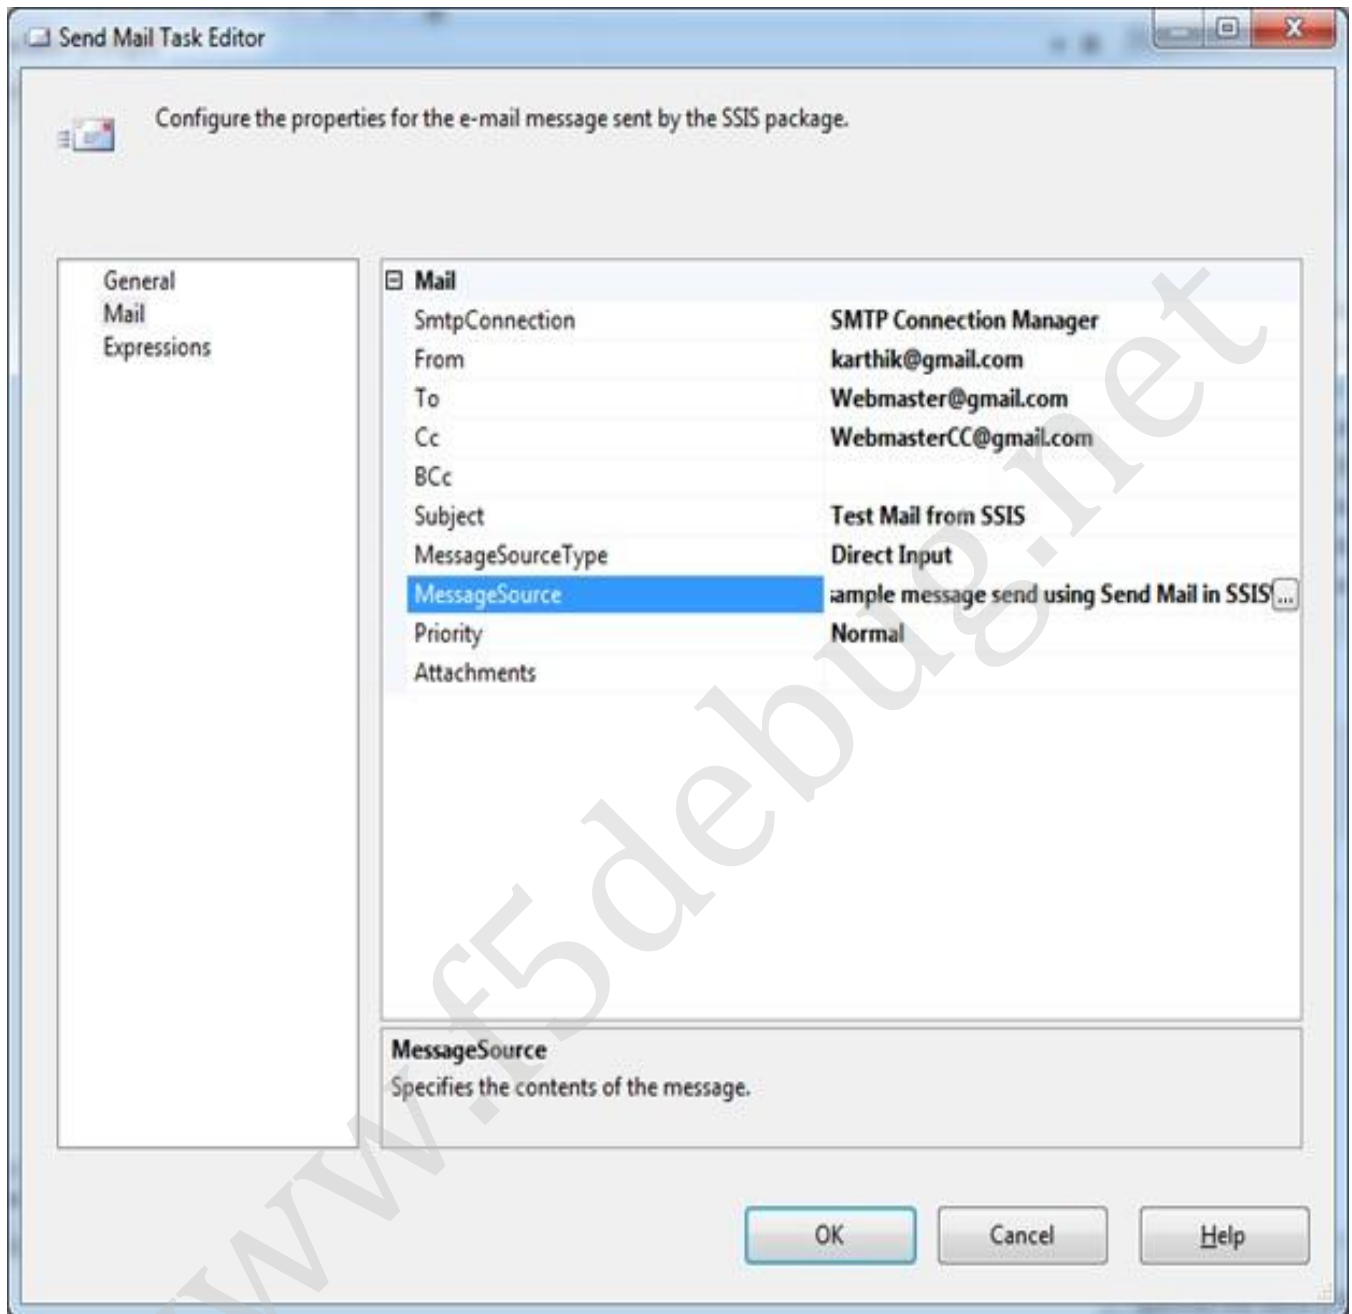 Send Mail Task Editor
Configure the properties for the e-mail message sent by the SSIS package.
General
Mail
Expressions
Mail
SmtpConnection SMTP Connection Manager
From karthik@gmail.com
To Webmaster@gmail.com
Cc WebmasterCC@gmail.com
BCc
Subject Test Mail from SSIS
MessageSourceType Direct Input
MessageSource ample message send using Send Mail in SSIS ...
Priority Normal
Attachments
MessageSource
Specifies the contents of the message.
OK Cancel Help
www.f5debug.net